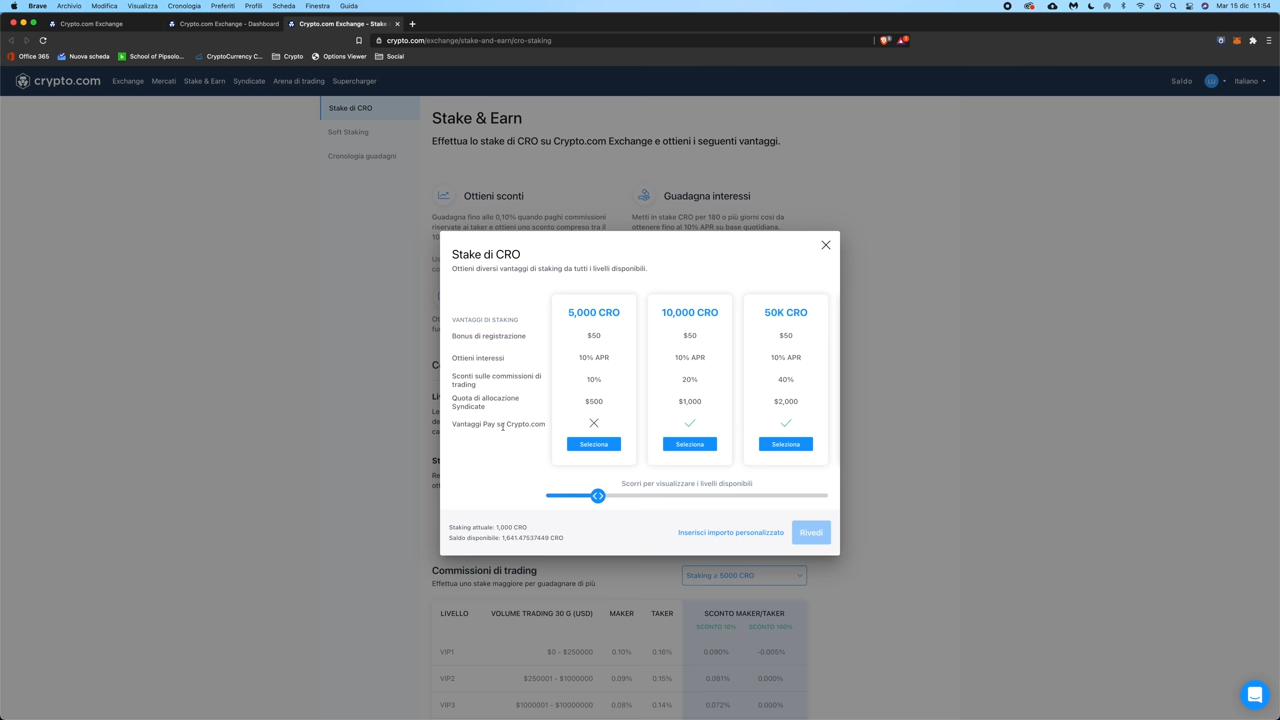 Brave Archivio Modifica Visualizza Cronologia Preferiti Profili Scheda Finestra Guida
Mar 15 dic 11:54
Crypto.com Exchange
Crypto.com Exchange - Dashboard
Crypto.com Exchange - Stake
crypto.com/exchange/stake-and-earn/cro-staking
Office 365 Nuova scheda School of Pipsolo... CryptoCurrency C... Crypto Options Viewer Social
crypto.com Exchange Mercati Stake & Earn Syndicate Arena di trading Supercharger Saldo LU Italiano
Stake di CRO
Soft Staking
Cronologia guadagni
Stake & Earn
Effettua lo stake di CRO su Crypto.com Exchange e ottieni i seguenti vantaggi.
Ottieni sconti
Guadagna fino allo 0,10% quando paghi commissioni
riservate ai taker e ottieni uno sconto compreso tra il
Guadagna interessi
Metti in stake CRO per 180 o più giorni così da
ottenere fino al 10% APR su base quotidiana.
Stake di CRO
Ottieni diversi vantaggi di staking da tutti i livelli disponibili.
VANTAGGI DI STAKING 5,000 CRO 10,000 CRO 50K CRO
Bonus di registrazione $50 $50 $50
Ottieni interessi 10% APR 10% APR 10% APR
Sconti sulle commissioni di
trading 10% 20% 40%
Quota di allocazione
Syndicate $500 $1,000 $2,000
Vantaggi Pay su Crypto.com
Seleziona Seleziona Seleziona
Scorri per visualizzare i livelli disponibili
Staking attuale: 1,000 CRO
Saldo disponibile: 1,641.47537449 CRO
Inserisci importo personalizzato Rivedi
Commissioni di trading
Effettua uno stake maggiore per guadagnare di più
Staking ≥ 5000 CRO
LIVELLO VOLUME TRADING 30 G (USD) MAKER TAKER SCONTO MAKER/TAKER
SCONTO 10% SCONTO 100%
VIP1 $0 - $250000 0.10% 0.16% 0.090% -0.005%
VIP2 $250001 - $1000000 0.09% 0.15% 0.081% 0.000%
VIP3 $1000001 - $10000000 0.08% 0.14% 0.072% 0.000%